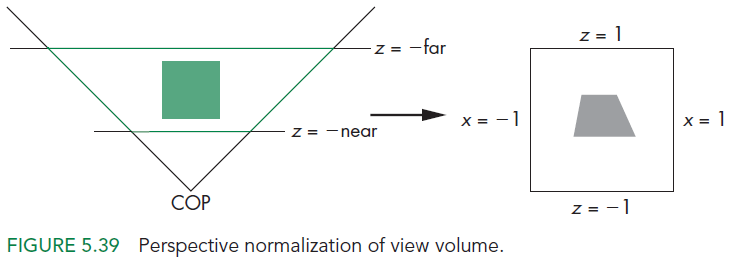 z = −far
z = 1
z = −near
x = −1
x = 1
COP
z = −1
FIGURE 5.39 Perspective normalization of view volume.